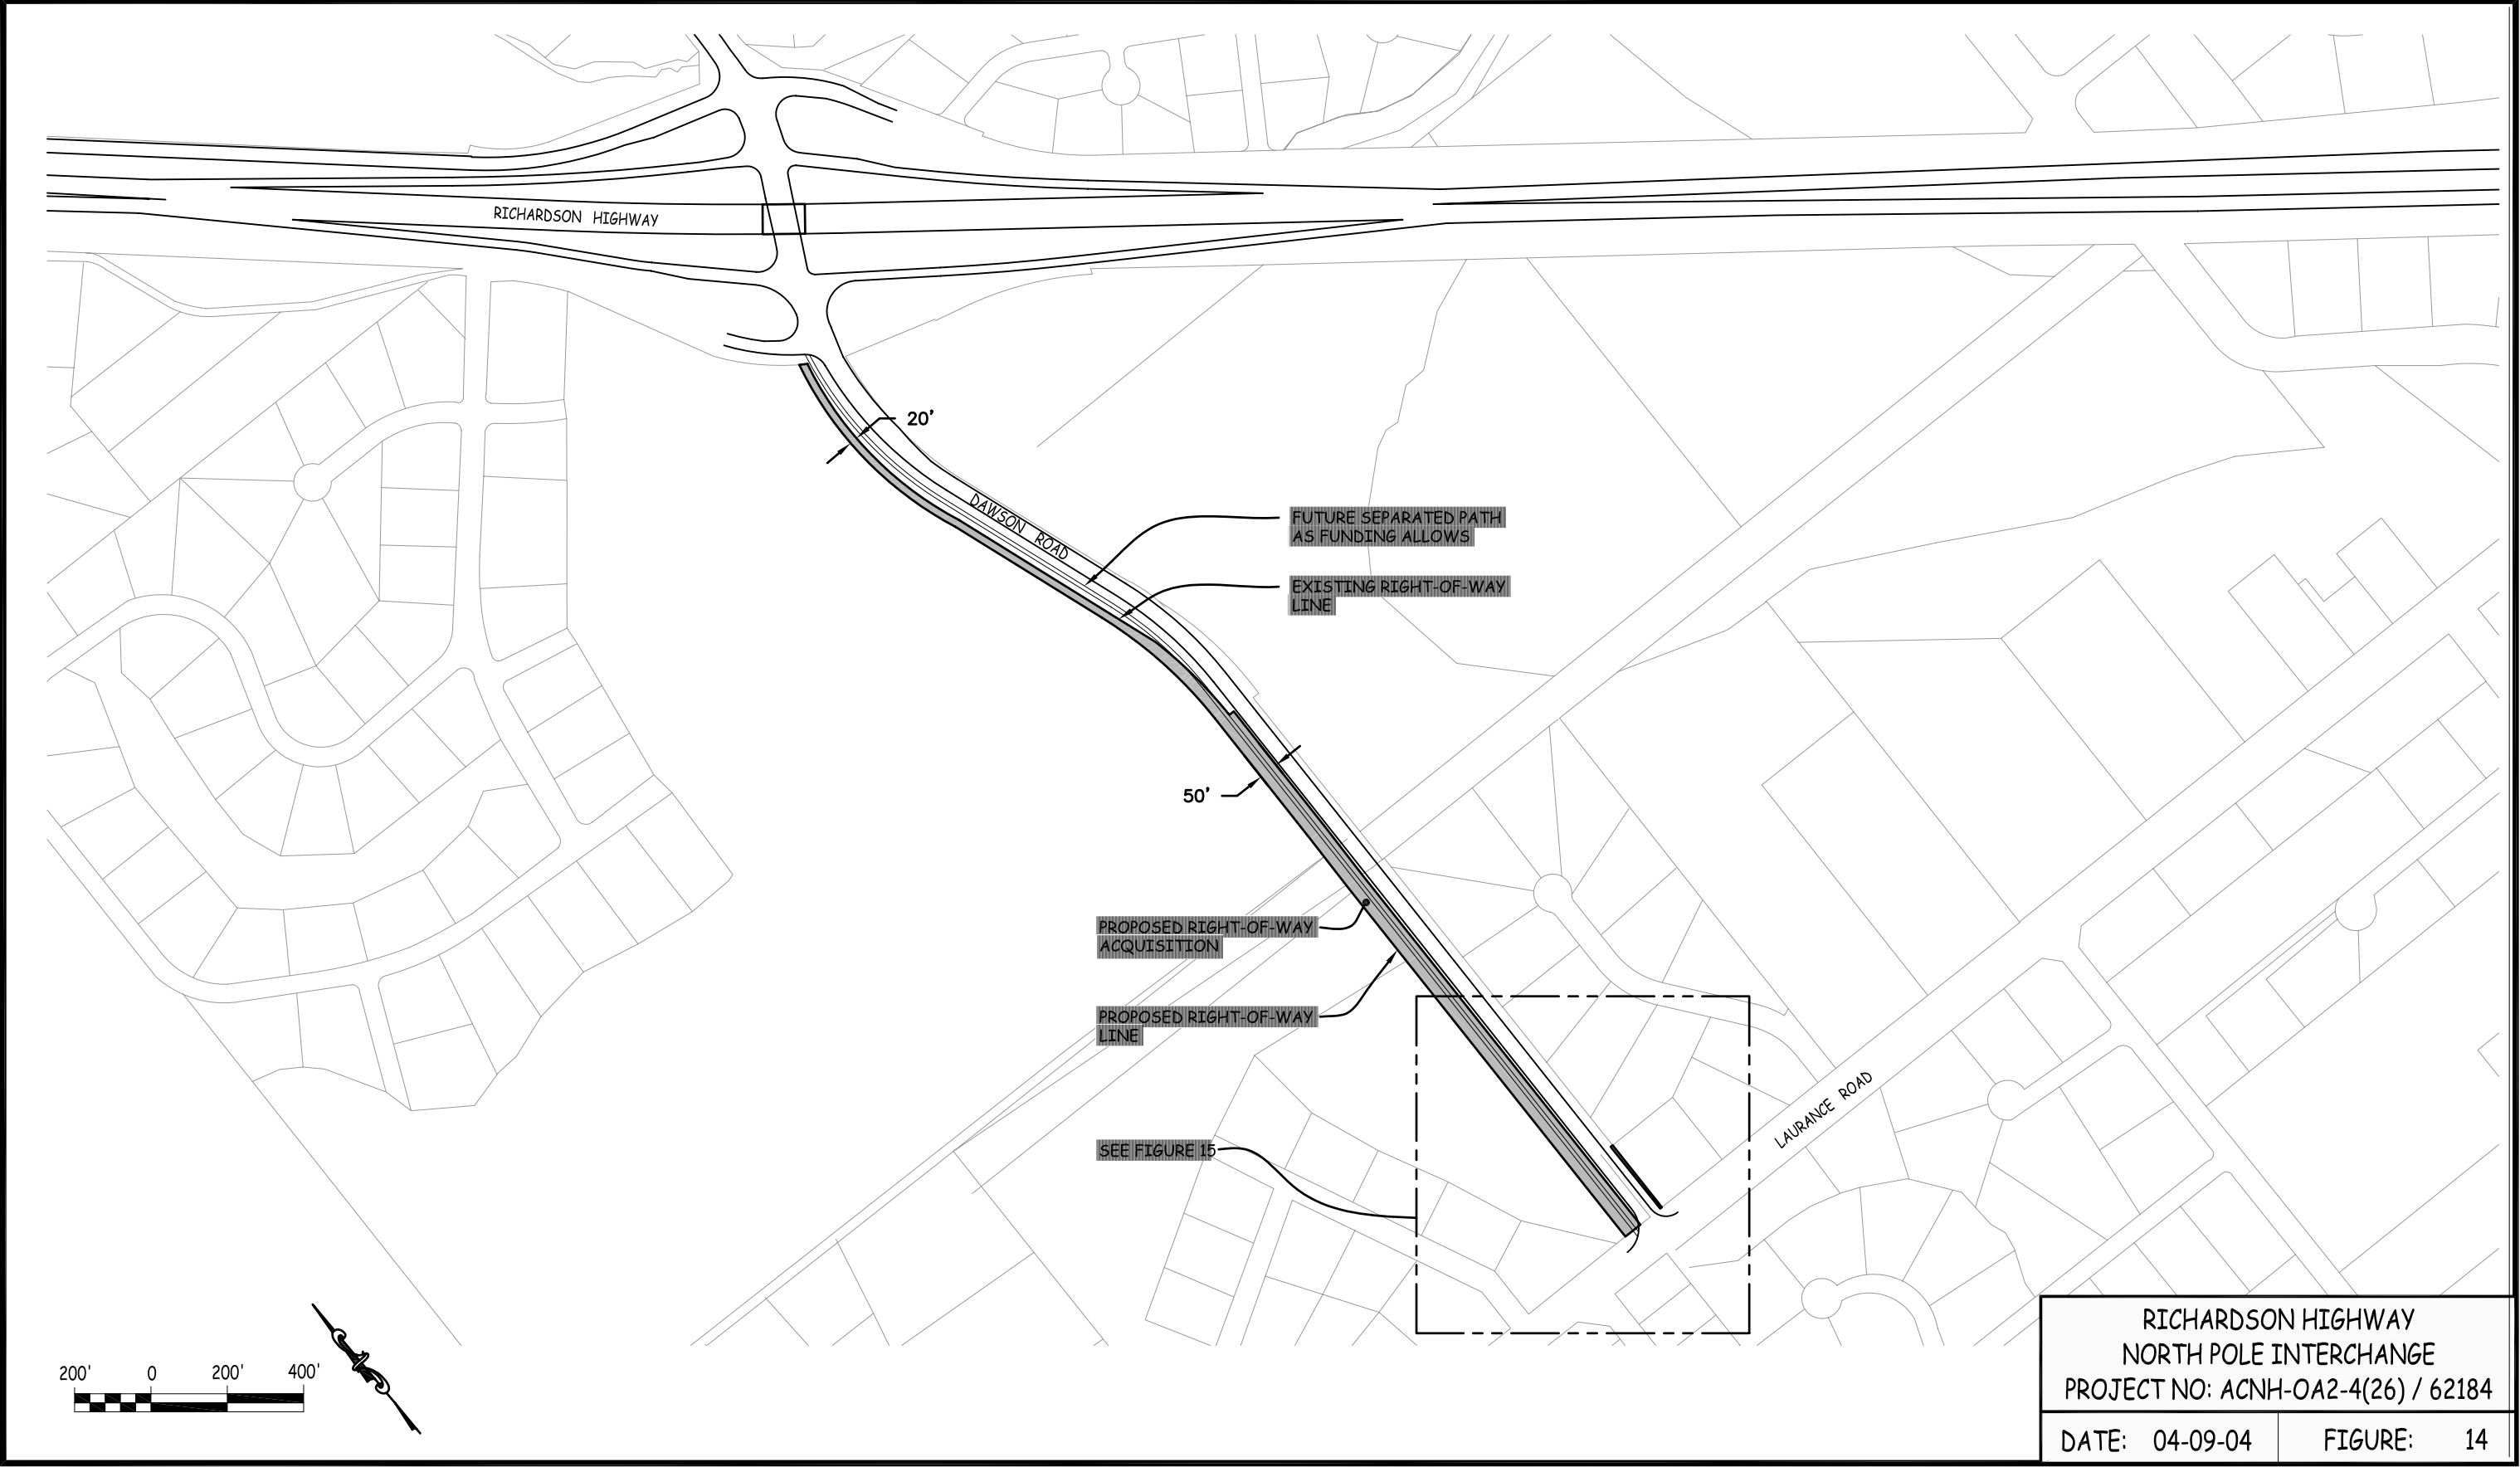 RICHARDSON HIGHWAY
20'
DAWSON ROAD
FUTURE SEPARATED PATH
AS FUNDING ALLOWS
EXISTING RIGHT-OF-WAY
LINE
50'
PROPOSED RIGHT-OF-WAY
ACQUISITION
PROPOSED RIGHT-OF-WAY
LINE
SEE FIGURE 15
LAURANCE ROAD
200' 0 200' 400'
RICHARDSON HIGHWAY
NORTH POLE INTERCHANGE
PROJECT NO: ACNH-OA2-4(26) / 62184
DATE: 04-09-04 FIGURE: 14